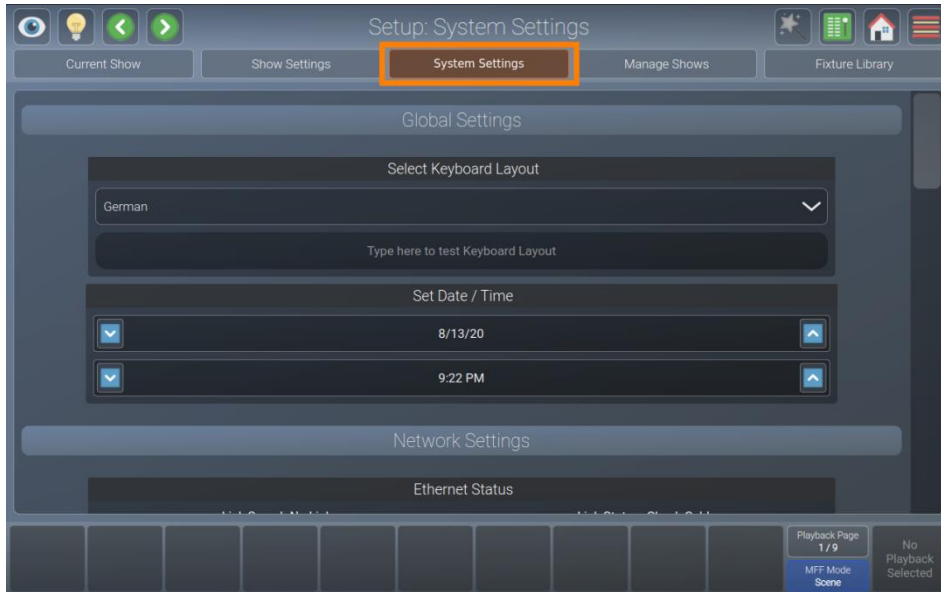 Setup: System Settings
Current Show
Show Settings
System Settings
Manage Shows
Fixture Library
Global Settings
Select Keyboard Layout
German
Type here to test Keyboard Layout
Set Date / Time
8/13/20
9:22 PM
Network Settings
Ethernet Status
Playback Page
1 / 9
MFF Mode
Scene
No
Playback
Selected